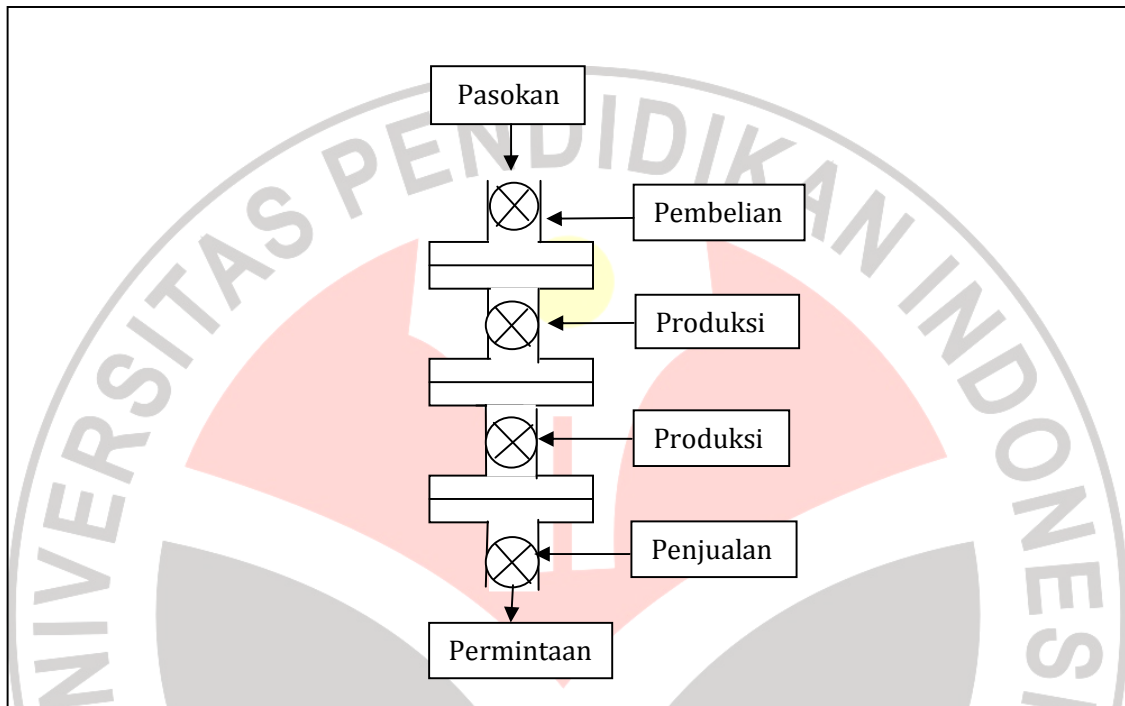 Pasokan
Pembelian
Produksi
Produksi
Penjualan
Permintaan
UNIVERSITAS PENDIDIKAN INDONESIA